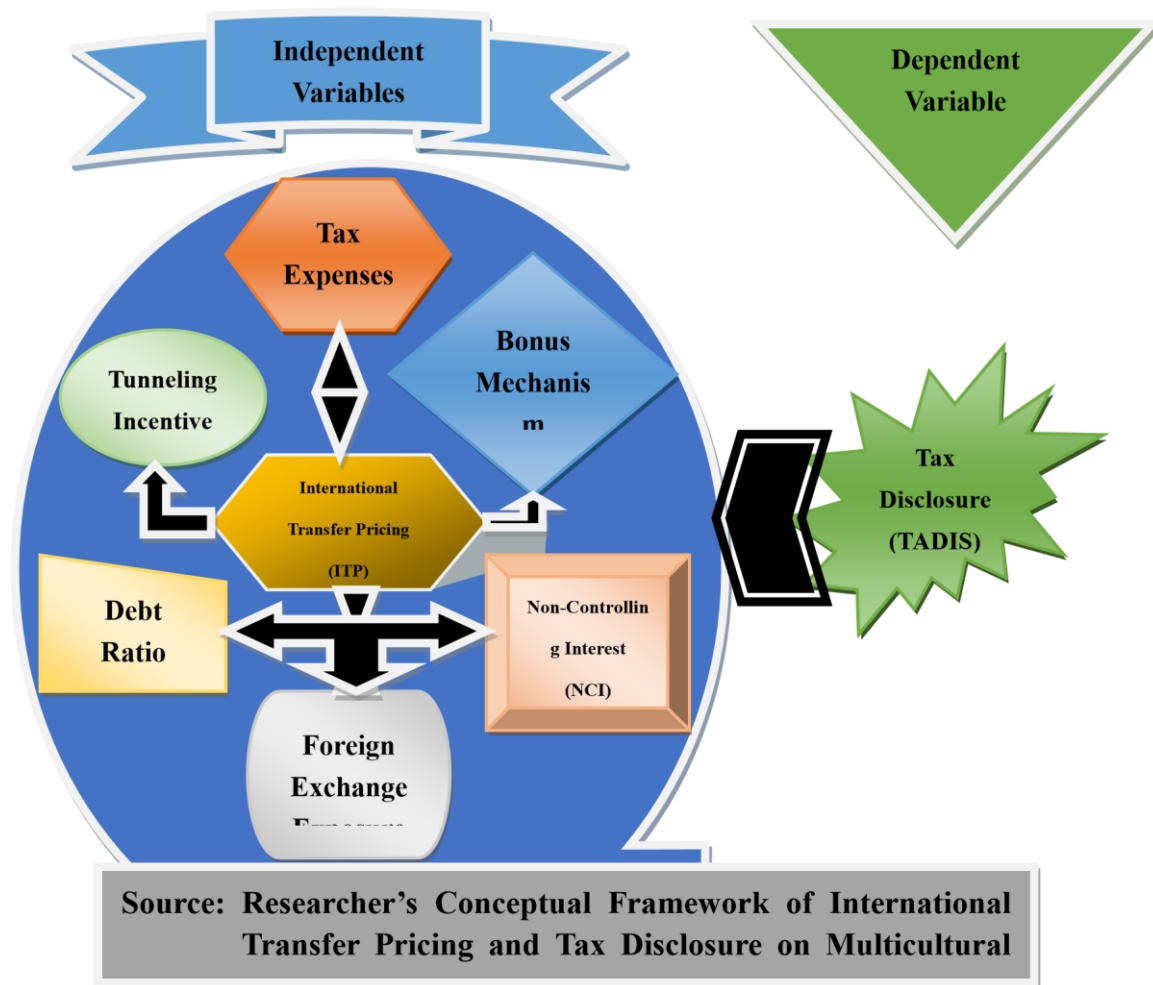 Independent
Variables
Dependent
Variable
Tax
Expenses
Bonus
Mechanis
m
Tunneling
Incentive
International
Transfer Pricing
(ITP)
Tax
Disclosure
(TADIS)
Debt
Ratio
Non-Controllin
g Interest
(NCI)
Foreign
Exchange
Source: Researcher’s Conceptual Framework of International
Transfer Pricing and Tax Disclosure on Multicultural